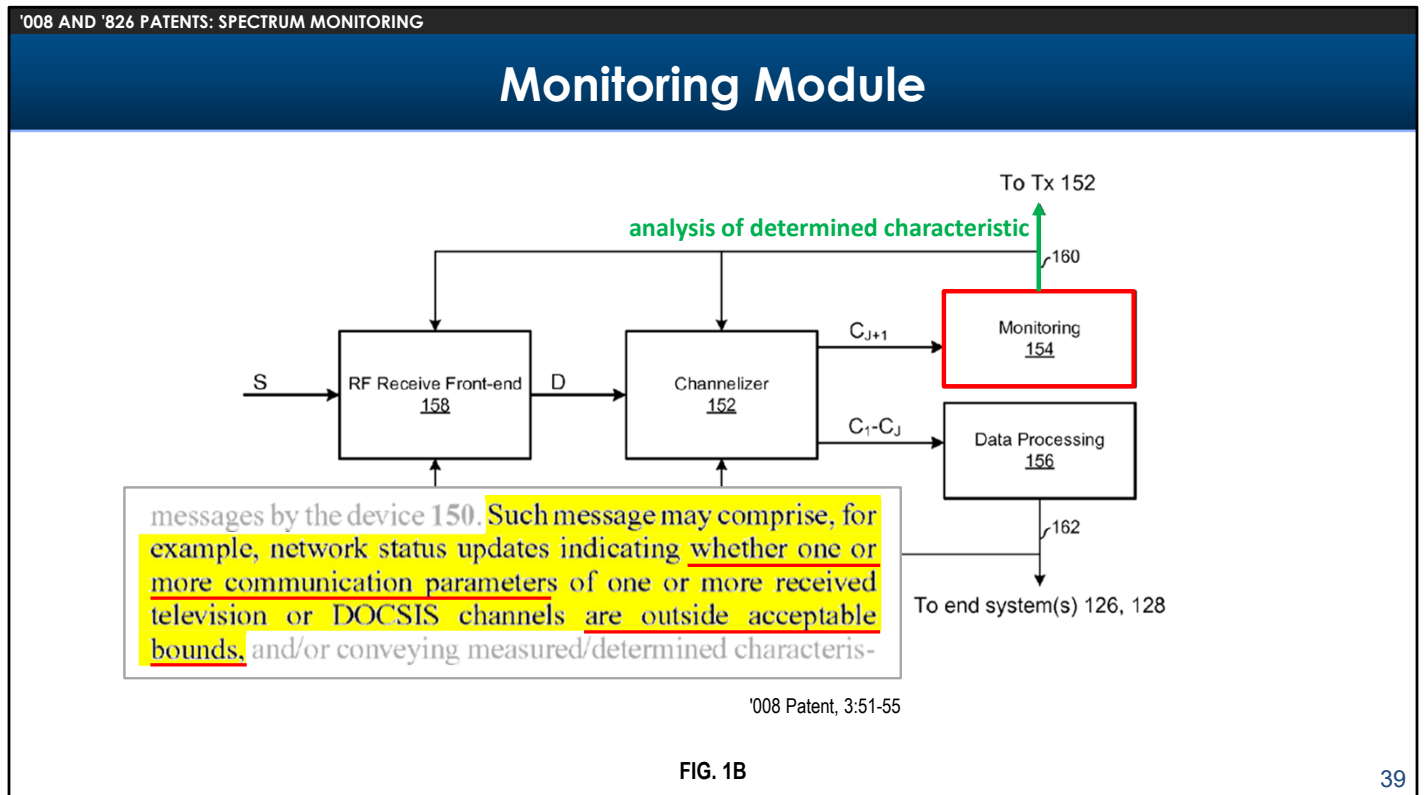 '008 AND '826 PATENTS: SPECTRUM MONITORING
Monitoring Module
To Tx 152
analysis of determined characteristic
160
Monitoring
154
C_{J+1}
S
RF Receive Front-end
158
D
Channelizer
152
C₁-C_J
Data Processing
156
messages by the device 150. Such message may comprise, for
example, network status updates indicating whether one or
more communication parameters of one or more received
television or DOCSIS channels are outside acceptable
bounds, and/or conveying measured/determined characteris-
162
To end system(s) 126, 128
'008 Patent, 3:51-55
FIG. 1B
39